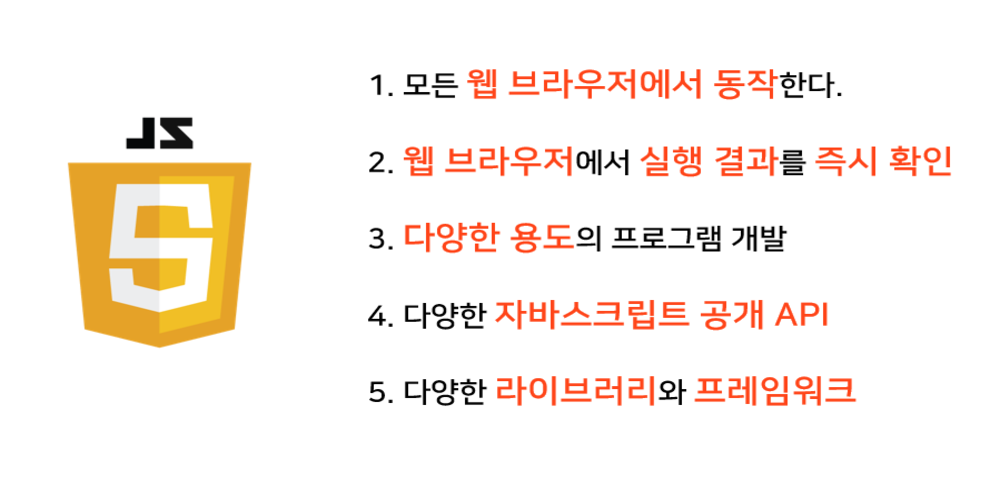 JS
5
1. 모든 웹 브라우저에서 동작한다.
2. 웹 브라우저에서 실행 결과를 즉시 확인
3. 다양한 용도의 프로그램 개발
4. 다양한 자바스크립트 공개 API
5. 다양한 라이브러리와 프레임워크